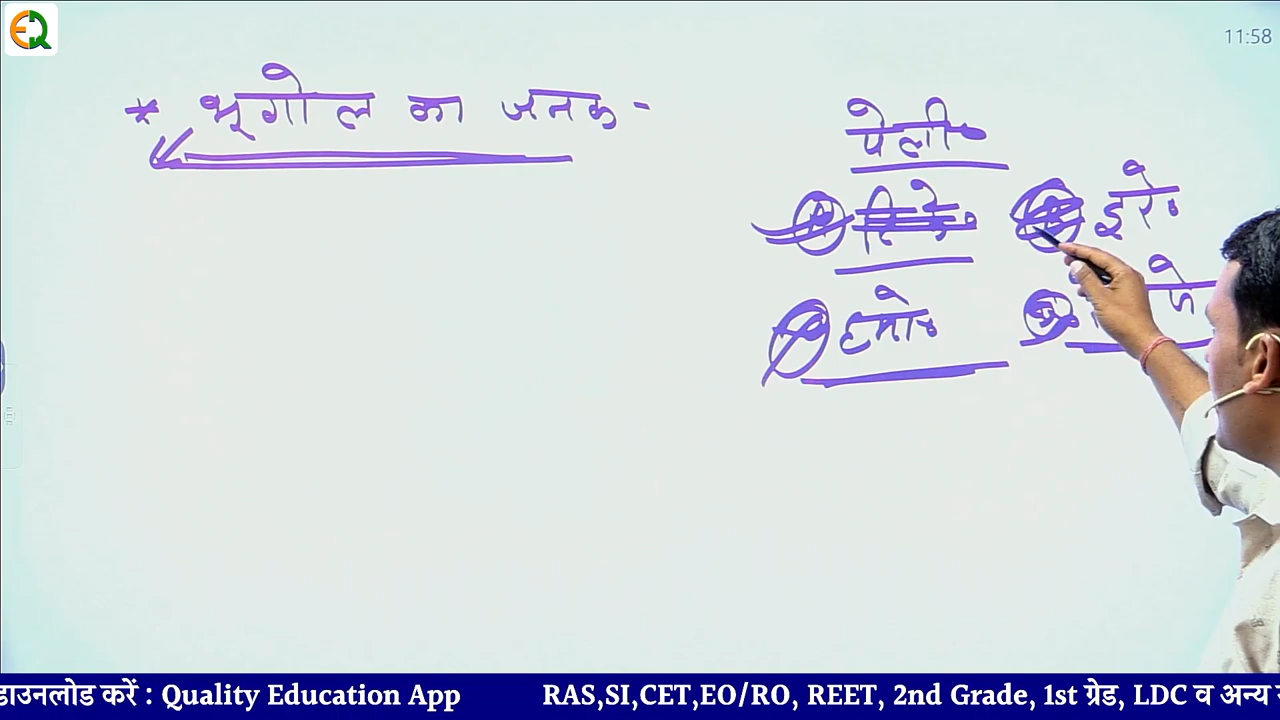 11:58
* भूगोल का जनक -
पेली॰
हिके॰ इरे॰
हमो॰
डाउनलोड करें : Quality Education App RAS,SI,CET,EO/RO, REET, 2nd Grade, 1st ग्रेड, LDC व अन्य